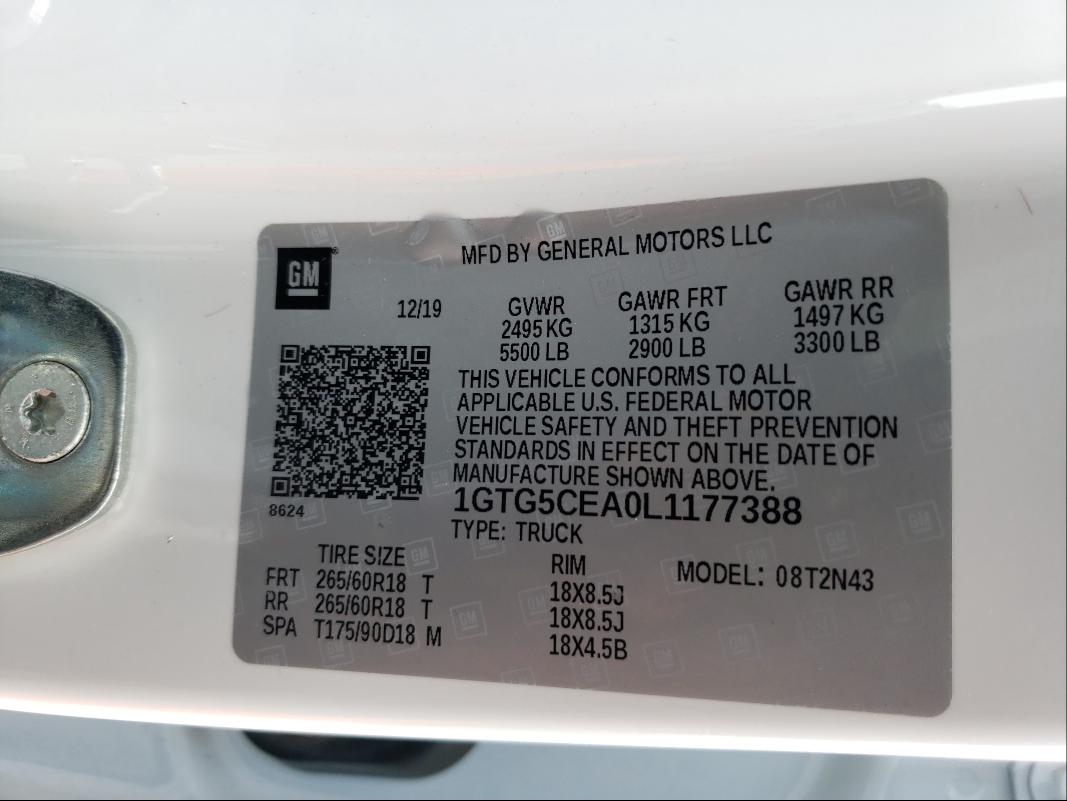 GM
MFD BY GENERAL MOTORS LLC
12/19
GVWR GAWR FRT GAWR RR
2495 KG 1315 KG 1497 KG
5500 LB 2900 LB 3300 LB
THIS VEHICLE CONFORMS TO ALL
APPLICABLE U.S. FEDERAL MOTOR
VEHICLE SAFETY AND THEFT PREVENTION
STANDARDS IN EFFECT ON THE DATE OF
MANUFACTURE SHOWN ABOVE.
8624
1GTG5CEA0L1177388
TYPE: TRUCK
TIRE SIZE RIM MODEL: 08T2N43
FRT 265/60R18 T 18X8.5J
RR 265/60R18 T 18X8.5J
SPA T175/90D18 M 18X4.5B